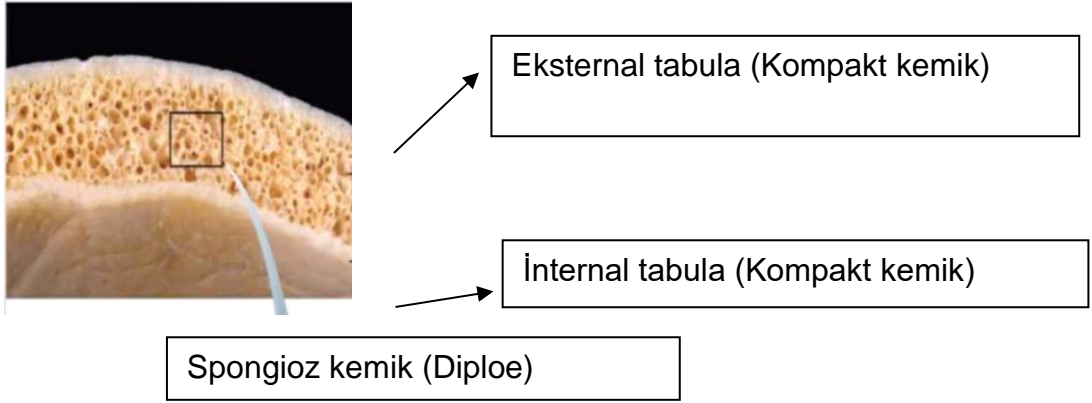 Eksternal tabula (Kompakt kemik)
İnternal tabula (Kompakt kemik)
Spongioz kemik (Diploe)